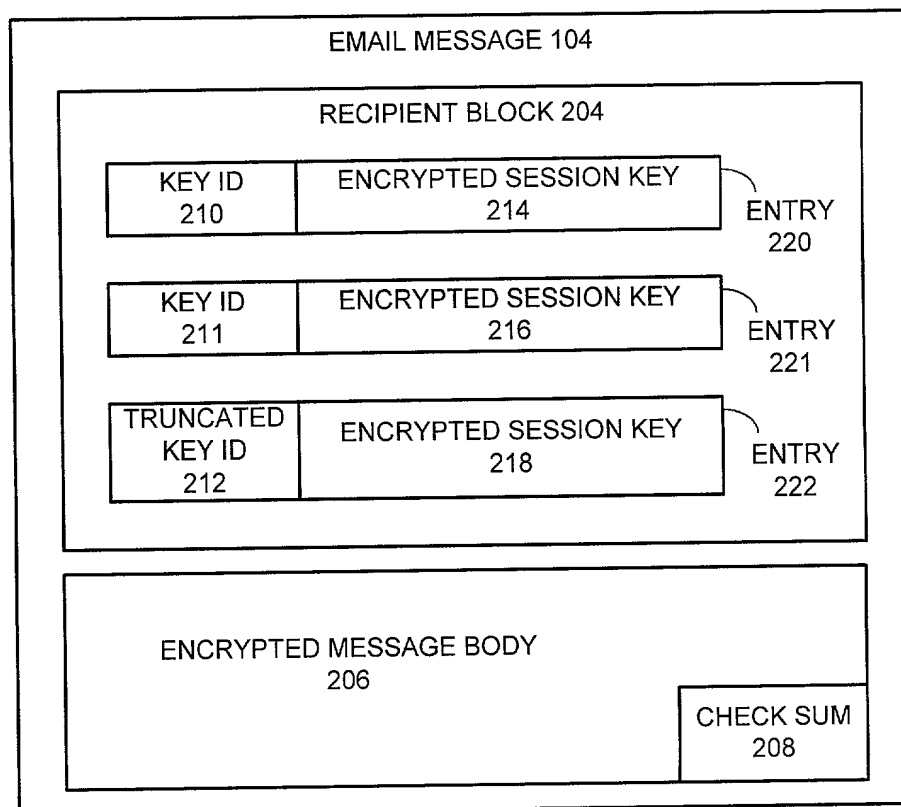 EMAIL MESSAGE 104
RECIPIENT BLOCK 204
KEY ID
210
ENCRYPTED SESSION KEY
214
ENTRY
220
KEY ID
211
ENCRYPTED SESSION KEY
216
ENTRY
221
TRUNCATED
KEY ID
212
ENCRYPTED SESSION KEY
218
ENTRY
222
ENCRYPTED MESSAGE BODY
206
CHECK SUM
208